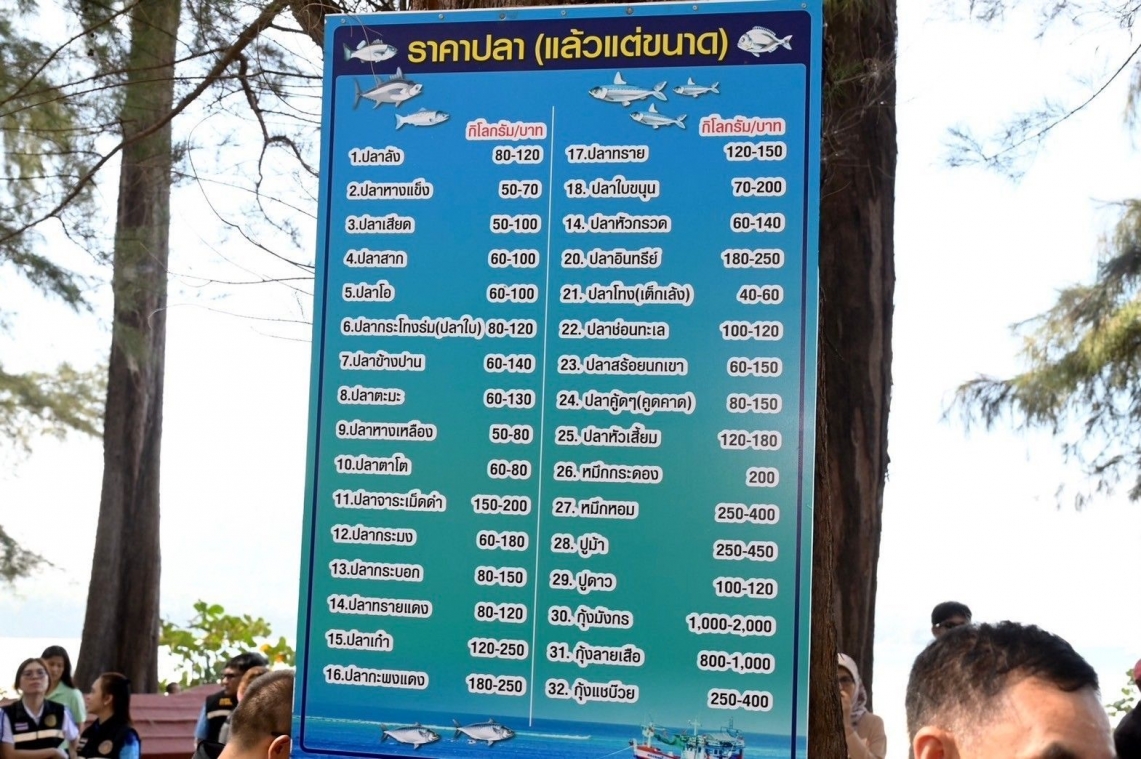 ราคาปลา (แล้วแต่ขนาด)
กิโลกรัม/บาท
1.ปลาลัง 80-120
2.ปลาหางแข็ง 50-70
3.ปลาเสียด 50-100
4.ปลาสาก 60-100
5.ปลาโอ 60-100
6.ปลากระโทงร่ม(ปลาใบ) 80-120
7.ปลาข้างปาน 60-140
8.ปลาตะมะ 60-130
9.ปลาหางเหลือง 50-80
10.ปลาตาโต 60-80
11.ปลาจาระเม็ดดำ 150-200
12.ปลากระมง 60-180
13.ปลากระบอก 80-150
14.ปลาทรายแดง 80-120
15.ปลาเก๋า 120-250
16.ปลากะพงแดง 180-250
กิโลกรัม/บาท
17.ปลาทราย 120-150
18. ปลาใบขนุน 70-200
14. ปลาหัวกรวด 60-140
20. ปลาอินทรีย์ 180-250
21. ปลาโทง(เต็กเล้ง) 40-60
22. ปลาช่อนทะเล 100-120
23. ปลาสร้อยนกเขา 60-150
24. ปลาคู้ดๆ(คูดคาด) 80-150
25. ปลาหัวเสี้ยม 120-180
26. หมึกกระดอง 200
27. หมึกหอม 250-400
28. ปูม้า 250-450
29. ปูดาว 100-120
30. กุ้งมังกร 1,000-2,000
31. กุ้งลายเสือ 800-1,000
32. กุ้งแชบ๊วย 250-400